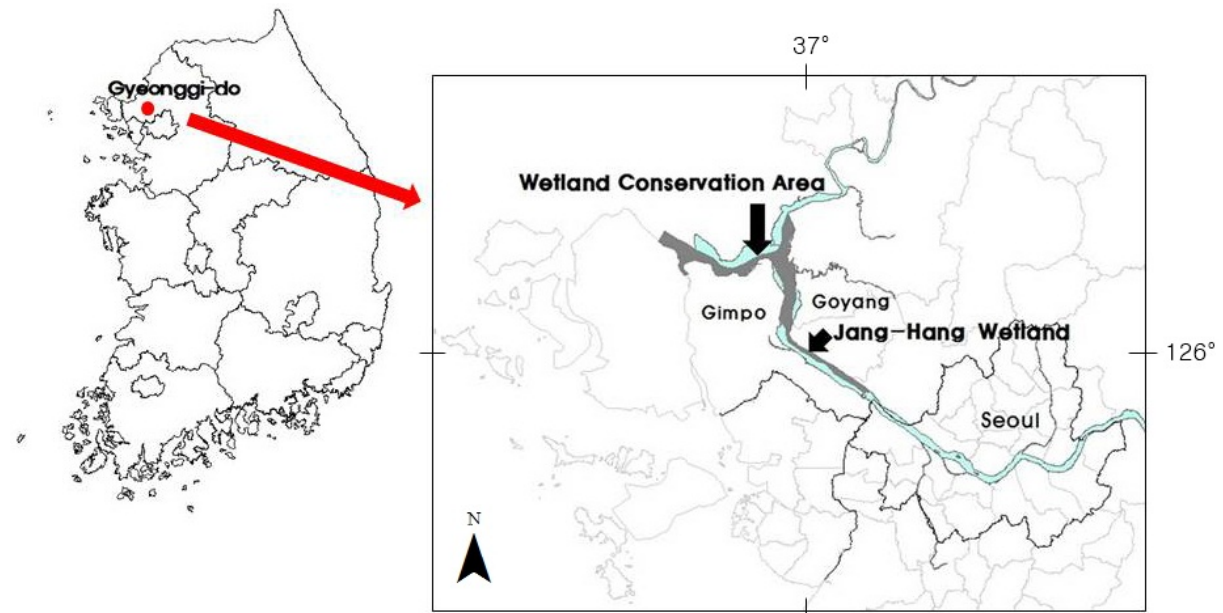 37°
Gyeonggi-do
Wetland Conservation Area
Gimpo
Goyang
Jang-Hang Wetland
126°
Seoul
N